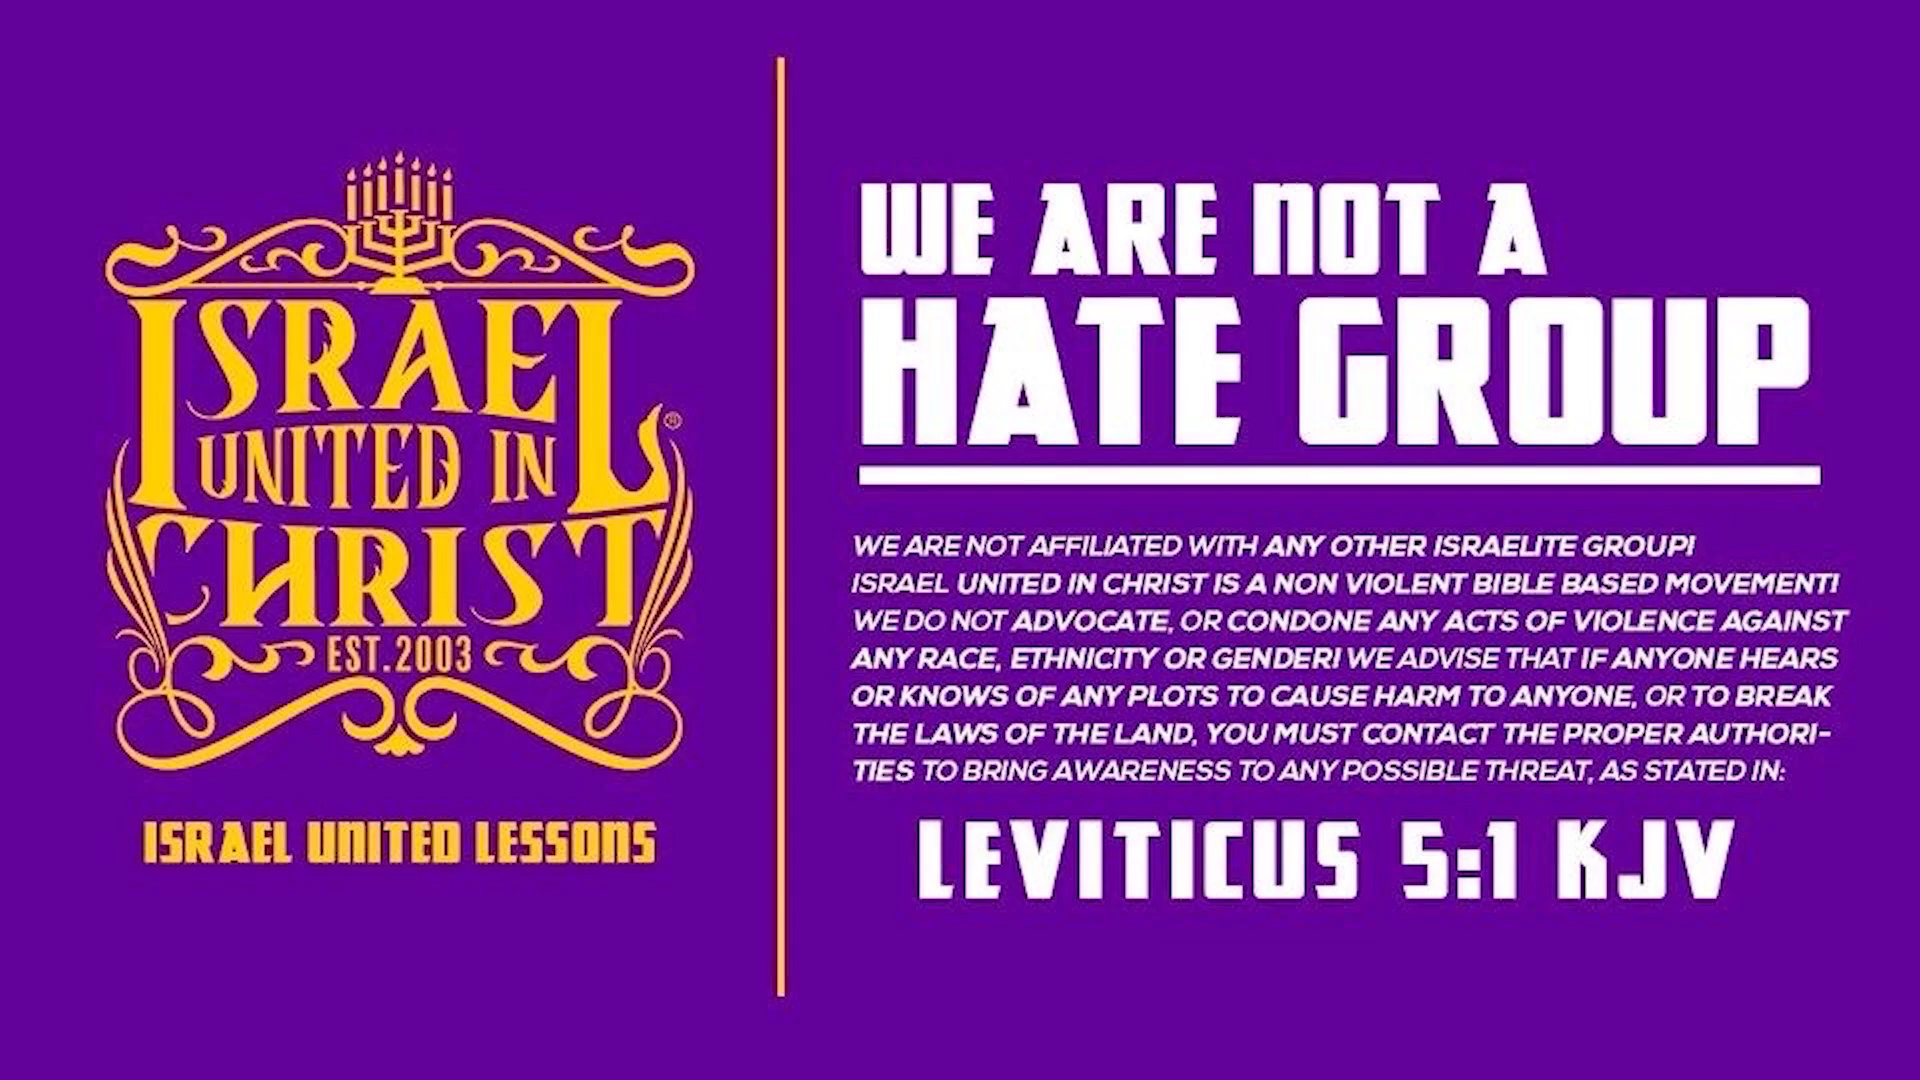 ISRAEL
UNITED IN
CHRIST
®
EST.2003
ISRAEL UNITED LESSONS
WE ARE NOT A
HATE GROUP
WE ARE NOT AFFILIATED WITH ANY OTHER ISRAELITE GROUP!
ISRAEL UNITED IN CHRIST IS A NON VIOLENT BIBLE BASED MOVEMENT!
WE DO NOT ADVOCATE, OR CONDONE ANY ACTS OF VIOLENCE AGAINST
ANY RACE, ETHNICITY OR GENDER! WE ADVISE THAT IF ANYONE HEARS
OR KNOWS OF ANY PLOTS TO CAUSE HARM TO ANYONE, OR TO BREAK
THE LAWS OF THE LAND, YOU MUST CONTACT THE PROPER AUTHORI-
TIES TO BRING AWARENESS TO ANY POSSIBLE THREAT, AS STATED IN:
LEVITICUS 5:1 KJV